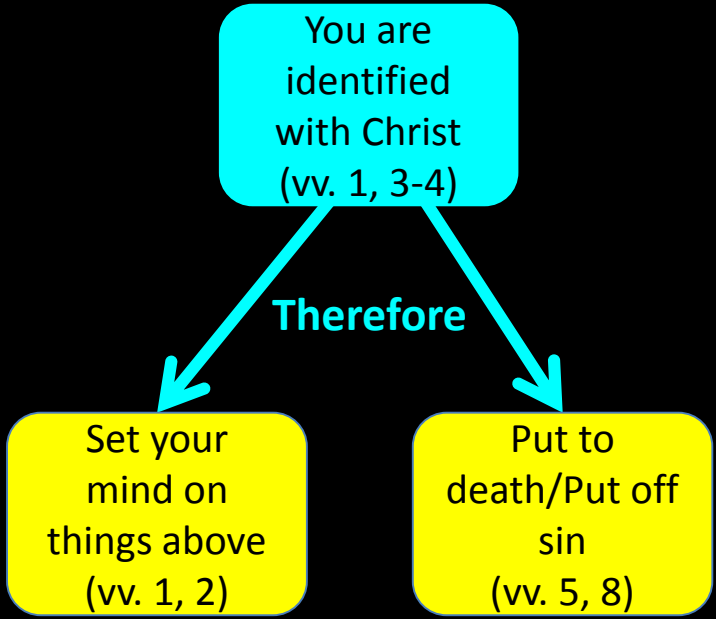 You are
identified
with Christ
(vv. 1, 3-4)
Therefore
Set your
mind on
things above
(vv. 1, 2)
Put to
death/Put off
sin
(vv. 5, 8)